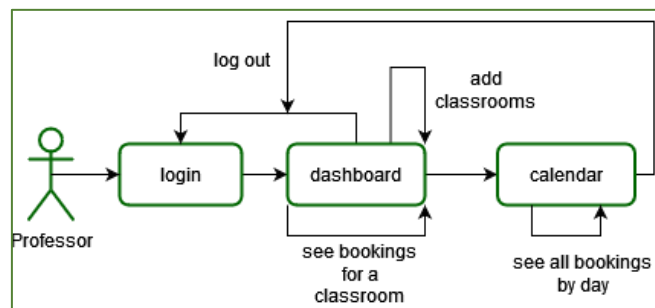 log out
add
classrooms
login
dashboard
calendar
Professor
see bookings
for a
classroom
see all bookings
by day